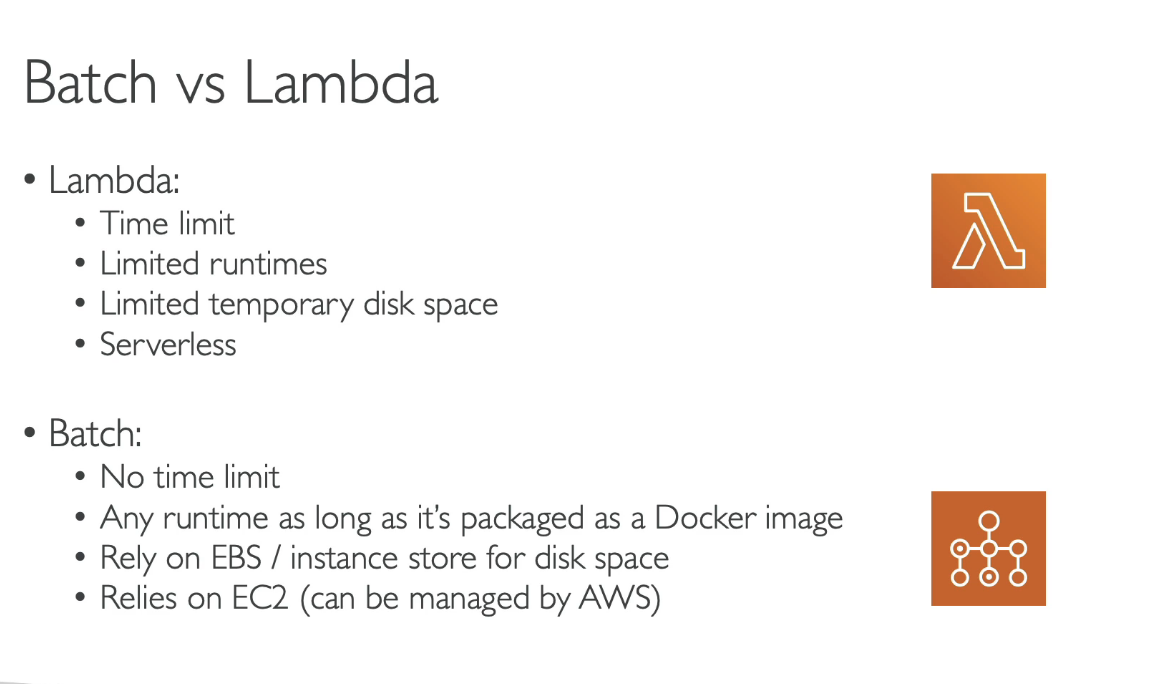 Batch vs Lambda
• Lambda:
• Time limit
• Limited runtimes
• Limited temporary disk space
• Serverless
• Batch:
• No time limit
• Any runtime as long as it’s packaged as a Docker image
• Rely on EBS / instance store for disk space
• Relies on EC2 (can be managed by AWS)